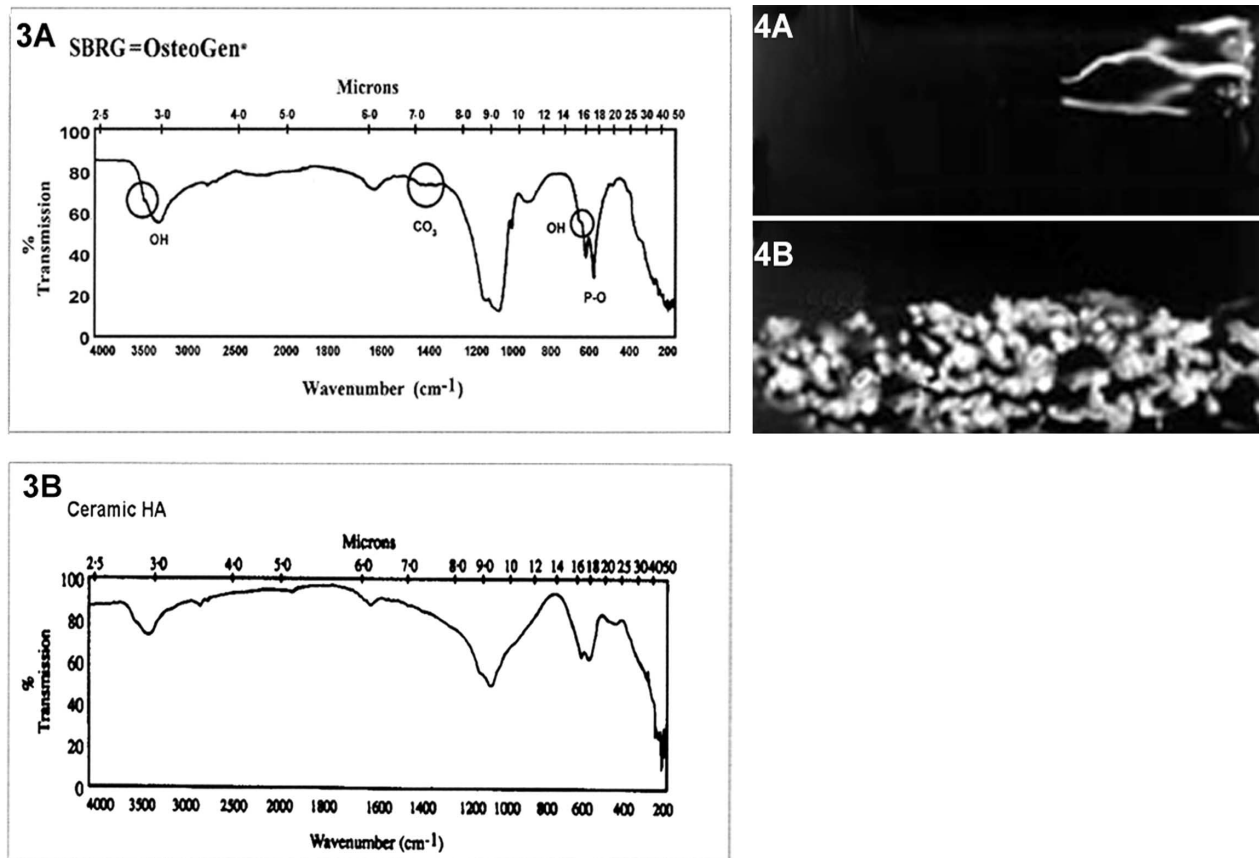 3A
SBRG=OsteoGen*
Microns
2·5 3·0 4·0 5·0 6·0 7·0 8·0 9·0 10 12 14 16 18 20 25 30 40 50
100
80
60
40
20
0
%
Transmission
OH
CO3
OH
P-O
4000 3500 3000 2500 2000 1800 1600 1400 1200 1000 800 600 400 200
Wavenumber (cm-1)
3B
Ceramic HA
Microns
2·5 3·0 4·0 5·0 6·0 7·0 8·0 9·0 10 12 14 16 18 20 25 30 40 50
100
80
60
40
20
0
%
Transmission
4000 3500 3000 2500 2000 1800 1600 1400 1200 1000 800 600 400 200
Wavenumber (cm-1)
4A
4B